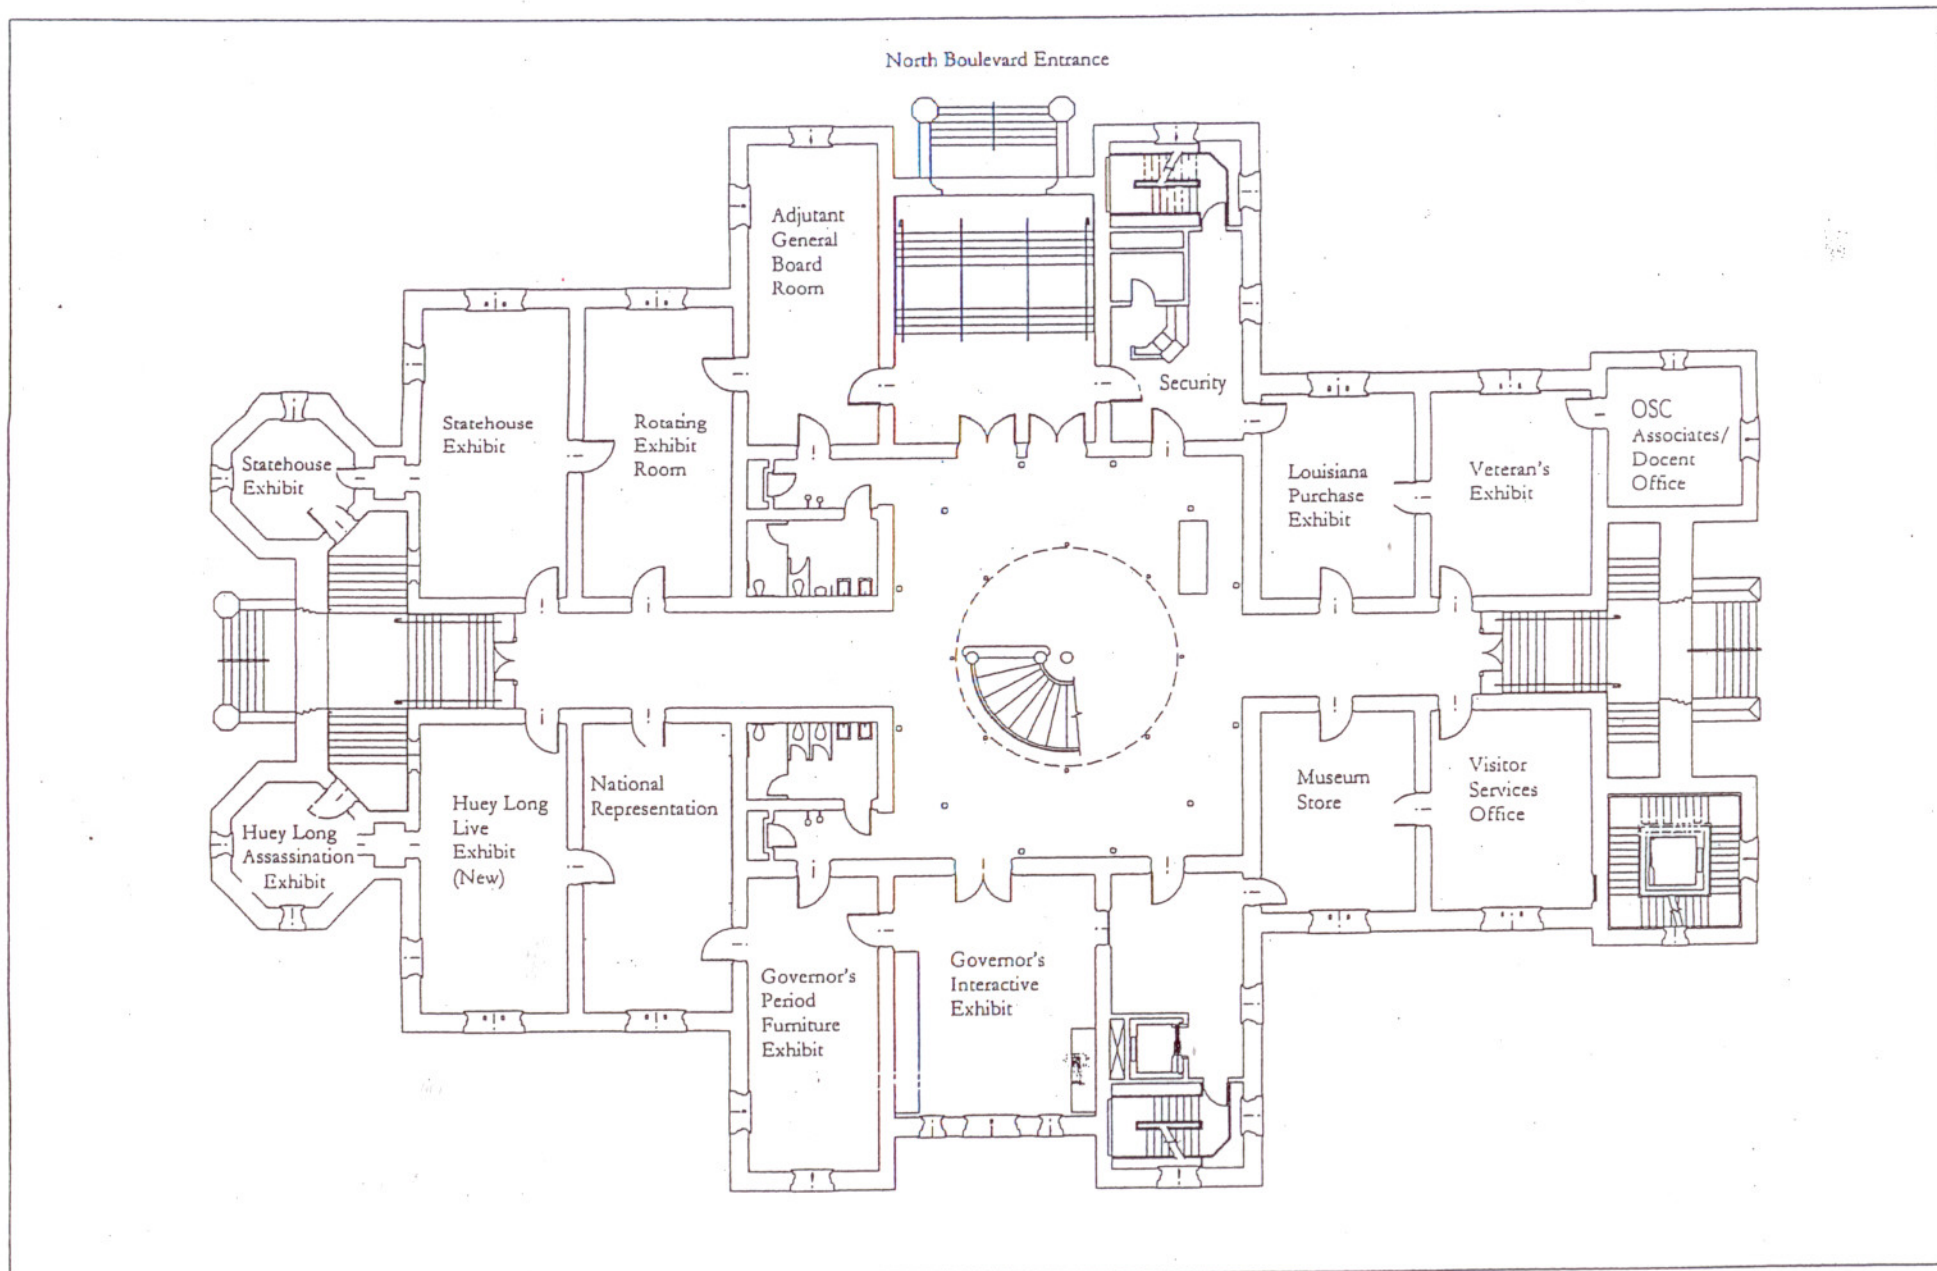 North Boulevard Entrance
Adjutant
General
Board
Room
Security
Statehouse
Exhibit
Rotating
Exhibit
Room
Statehouse
Exhibit
Louisiana
Purchase
Exhibit
Veteran's
Exhibit
OSC
Associates/
Docent
Office
Huey Long
Assassination
Exhibit
Huey Long
Live
Exhibit
(New)
National
Representation
Governor's
Period
Furniture
Exhibit
Governor's
Interactive
Exhibit
Museum
Store
Visitor
Services
Office